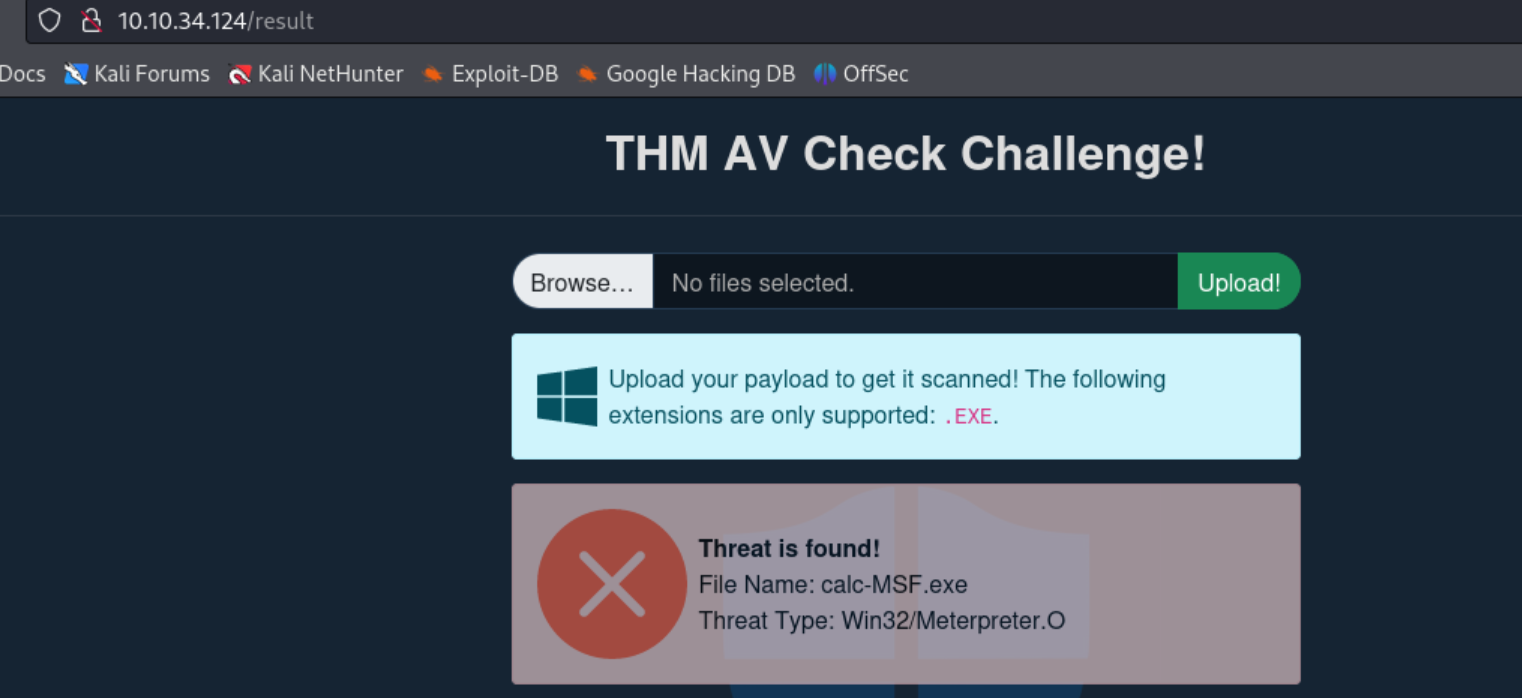 10.10.34.124/result
Docs Kali Forums Kali NetHunter Exploit-DB Google Hacking DB OffSec
THM AV Check Challenge!
Browse... No files selected. Upload!
Upload your payload to get it scanned! The following
extensions are only supported: .EXE.
Threat is found!
File Name: calc-MSF.exe
Threat Type: Win32/Meterpreter.O